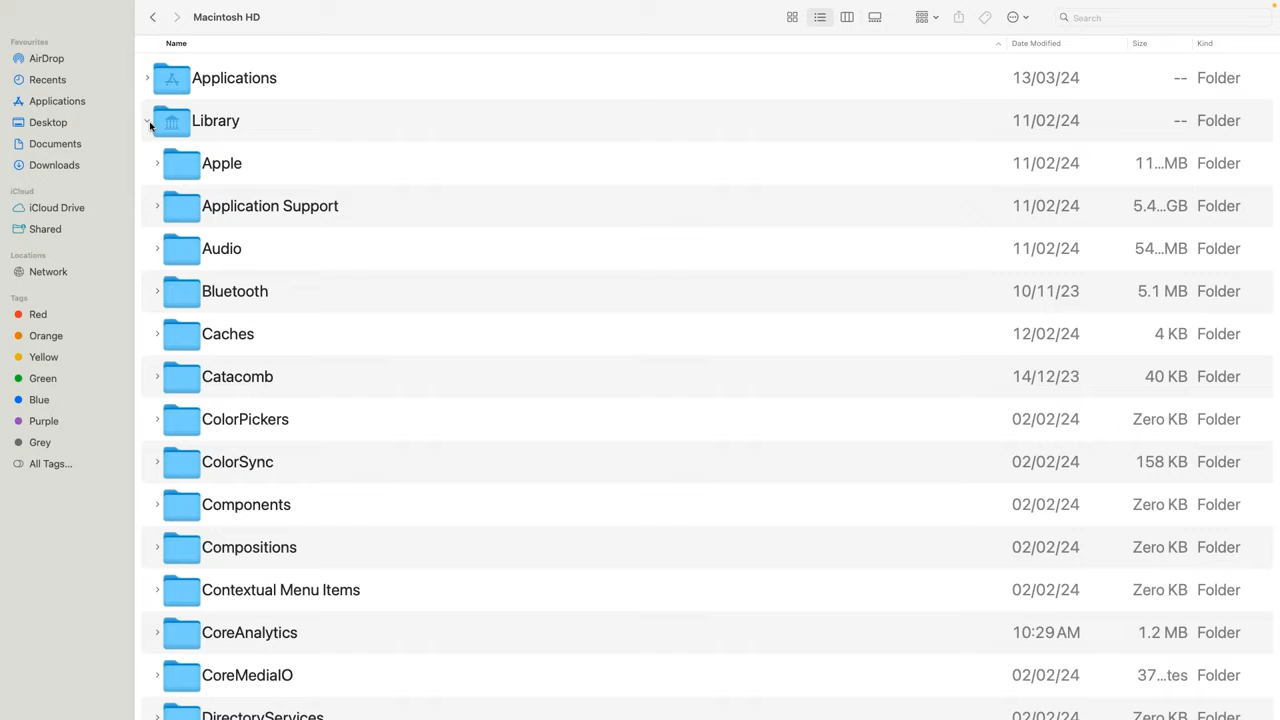 Macintosh HD
Search
Favourites
AirDrop
Recents
Applications
Desktop
Documents
Downloads
iCloud
iCloud Drive
Shared
Locations
Network
Tags
Red
Orange
Yellow
Green
Blue
Purple
Grey
All Tags...
Name Date Modified Size Kind
Applications 13/03/24 -- Folder
Library 11/02/24 -- Folder
Apple 11/02/24 11...MB Folder
Application Support 11/02/24 5.4...GB Folder
Audio 11/02/24 54...MB Folder
Bluetooth 10/11/23 5.1 MB Folder
Caches 12/02/24 4 KB Folder
Catacomb 14/12/23 40 KB Folder
ColorPickers 02/02/24 Zero KB Folder
ColorSync 02/02/24 158 KB Folder
Components 02/02/24 Zero KB Folder
Compositions 02/02/24 Zero KB Folder
Contextual Menu Items 02/02/24 Zero KB Folder
CoreAnalytics 10:29 AM 1.2 MB Folder
CoreMediaIO 02/02/24 37...tes Folder
DirectoryServices 02/02/24 Zero KB Folder